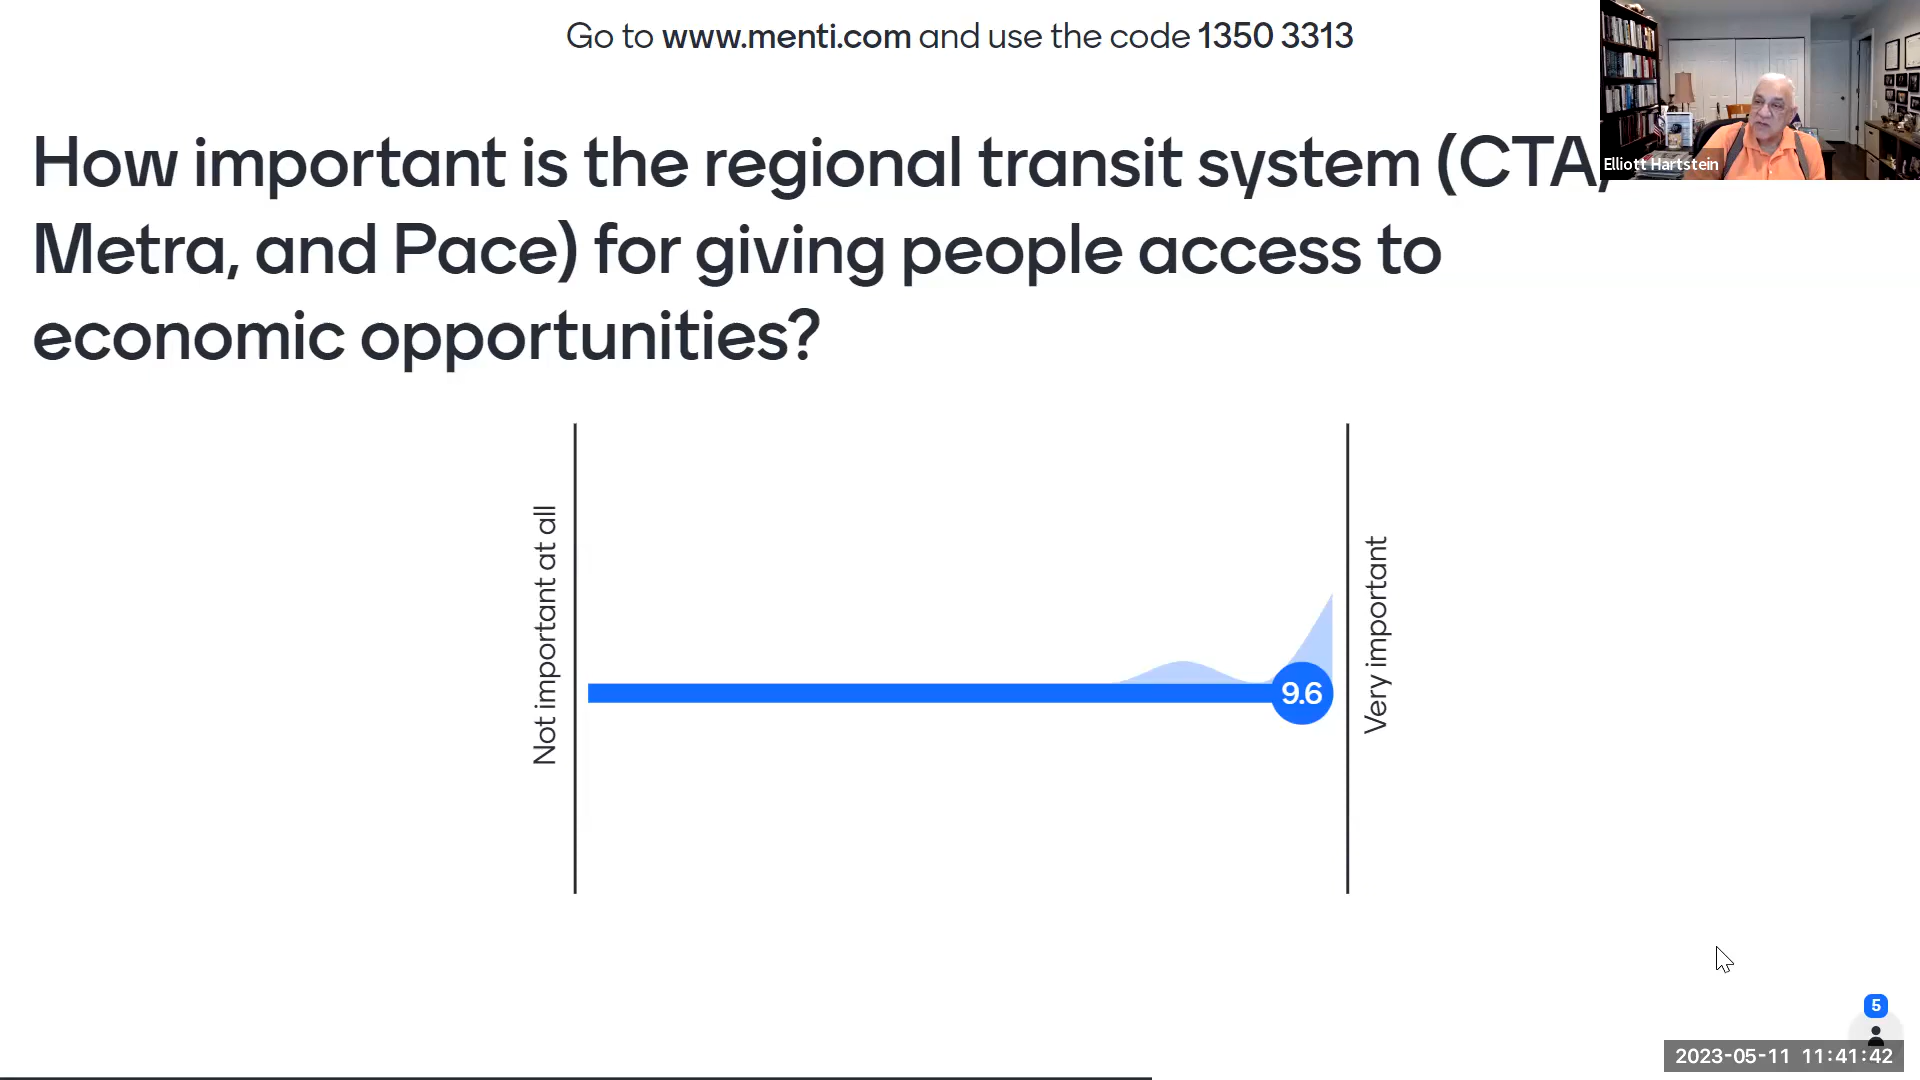 Go to www.menti.com and use the code 1350 3313
How important is the regional transit system (CTA,
Metra, and Pace) for giving people access to
economic opportunities?
Elliott Hartstein
Not important at all
9.6
Very important
5
2023-05-11 11:41:42